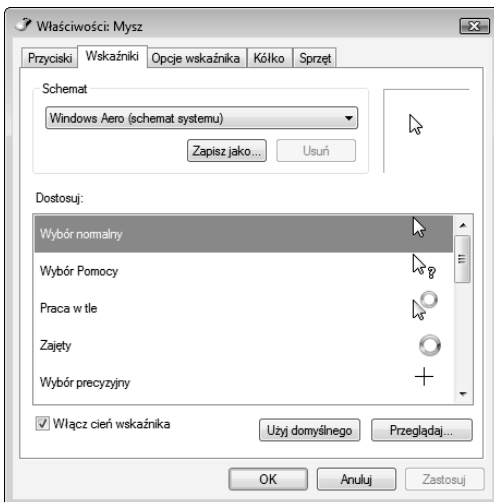 Właściwości: Mysz
Przyciski Wskaźniki Opcje wskaźnika Kółko Sprzęt
Schemat
Windows Aero (schemat systemu)
Zapisz jako... Usuń
Dostosuj:
Wybór normalny
Wybór Pomocy
Praca w tle
Zajęty
Wybór precyzyjny
Włącz cień wskaźnika
Użyj domyślnego Przeglądaj...
OK Anuluj Zastosuj